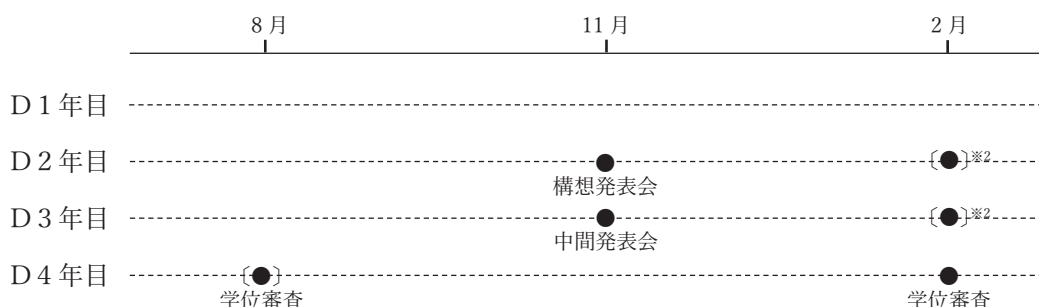 8月 11月 2月
D1年目
D2年目 〔 〕※2
構想発表会
D3年目 〔 〕※2
中間発表会
D4年目 〔 〕
学位審査 学位審査